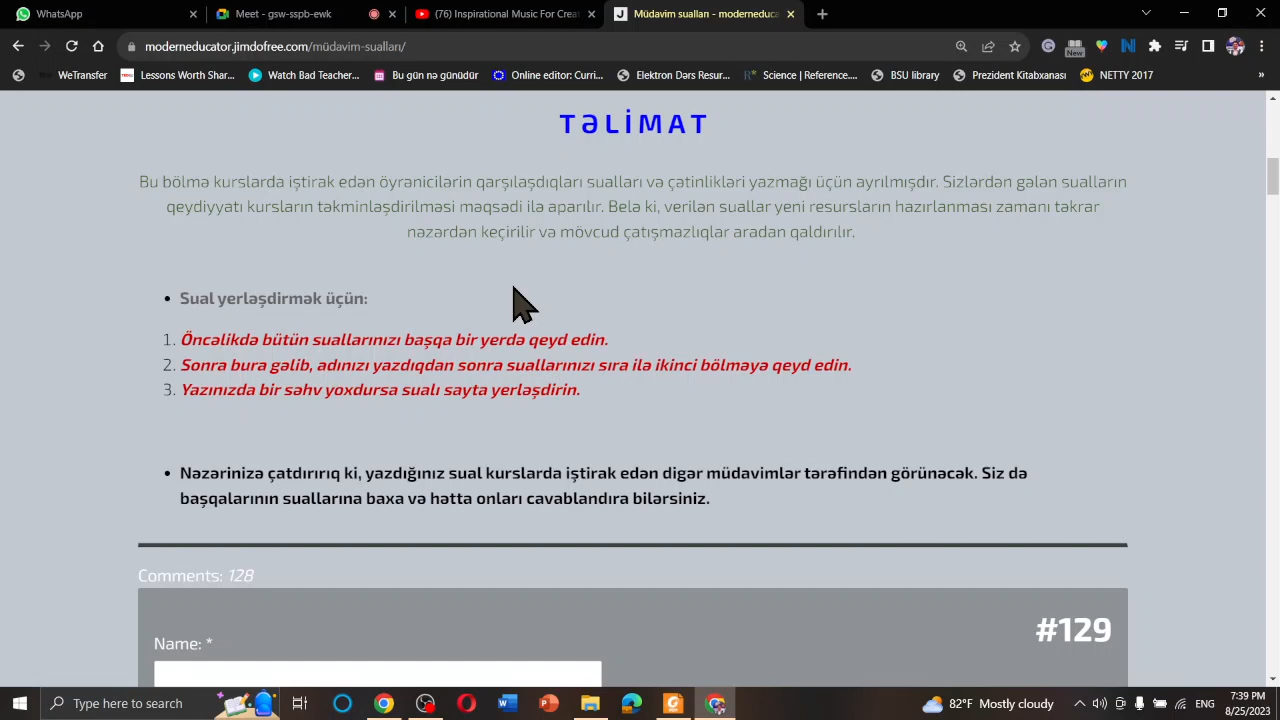 WhatsApp
Meet - gsw-sspb-ewk
(76) Inspirational Music For Creat
Müdavim sualları - moderneduca
moderneducator.jimdofree.com/müdavim-sualları/
New
WeTransfer
Lessons Worth Shar...
Watch Bad Teacher...
Bu gün nə günüdür
Online editor: Curri...
Elektron Dərs Resur...
Science | Reference...
BSU library
Prezident Kitabxanası
NETTY 2017
»
TƏLİMAT
Bu bölmə kurslarda iştirak edən öyrənicilərin qarşılaşdıqları sualları və çətinlikləri yazmağı üçün ayrılmışdır. Sizlərdən gələn sualların
qeydiyyatı kursların təkminləşdirilməsi məqsədi ilə aparılır. Belə ki, verilən suallar yeni resursların hazırlanması zamanı təkrar
nəzərdən keçirilir və mövcud çatışmazlıqlar aradan qaldırılır.
• Sual yerləşdirmək üçün:
1. Öncəlikdə bütün suallarınızı başqa bir yerdə qeyd edin.
2. Sonra bura gəlib, adınızı yazdıqdan sonra suallarınızı sıra ilə ikinci bölməyə qeyd edin.
3. Yazınızda bir səhv yoxdursa sualı sayta yerləşdirin.
• Nəzərinizə çatdırırıq ki, yazdığınız sual kurslarda iştirak edən digər müdavimlər tərəfindən görünəcək. Siz də
başqalarının suallarına baxa və hətta onları cavablandıra bilərsiniz.
Comments: 128
#129
Name: *
Type here to search
82°F Mostly cloudy
ENG
7:39 PM
8/25/2023